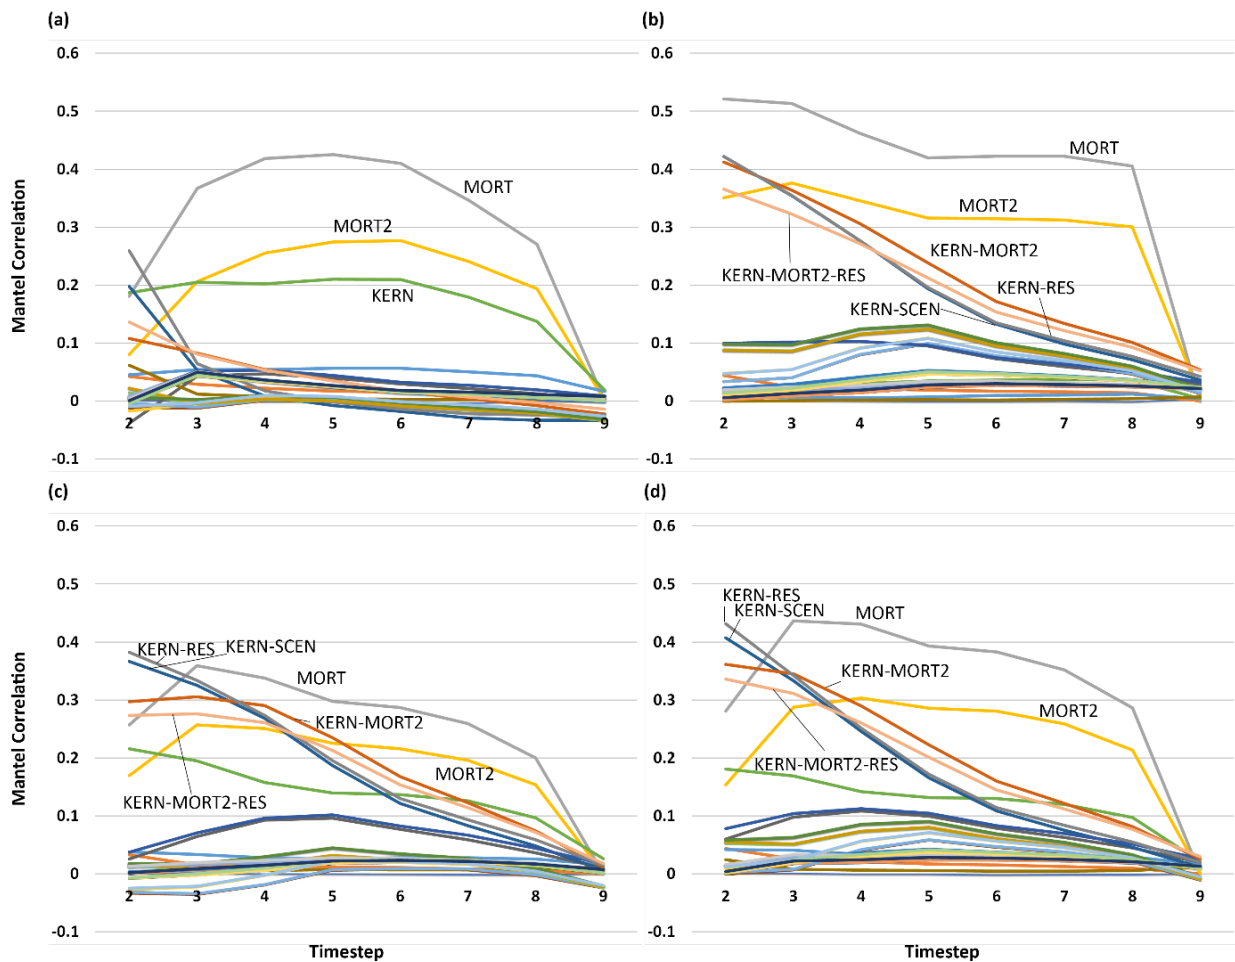 (a)
0.6
0.5
0.4
0.3
0.2
0.1
0
-0.1
2 3 4 5 6 7 8 9
MORT
MORT2
KERN
Mantel Correlation
(b)
0.6
0.5
0.4
0.3
0.2
0.1
0
-0.1
2 3 4 5 6 7 8 9
MORT
MORT2
KERN-MORT2
KERN-MORT2-RES
KERN-RES
KERN-SCEN
(c)
0.6
0.5
0.4
0.3
0.2
0.1
0
-0.1
2 3 4 5 6 7 8 9
KERN-RES
KERN-SCEN
MORT
KERN-MORT2
MORT2
KERN-MORT2-RES
Mantel Correlation
Timestep
(d)
0.6
0.5
0.4
0.3
0.2
0.1
0
-0.1
2 3 4 5 6 7 8 9
KERN-RES
KERN-SCEN
MORT
KERN-MORT2
MORT2
KERN-MORT2-RES
Timestep